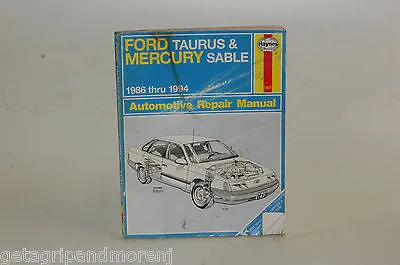 FORD TAURUS &
MERCURY SABLE
Haynes
1986 thru 1994
Automotive Repair Manual
getagripandmorenj